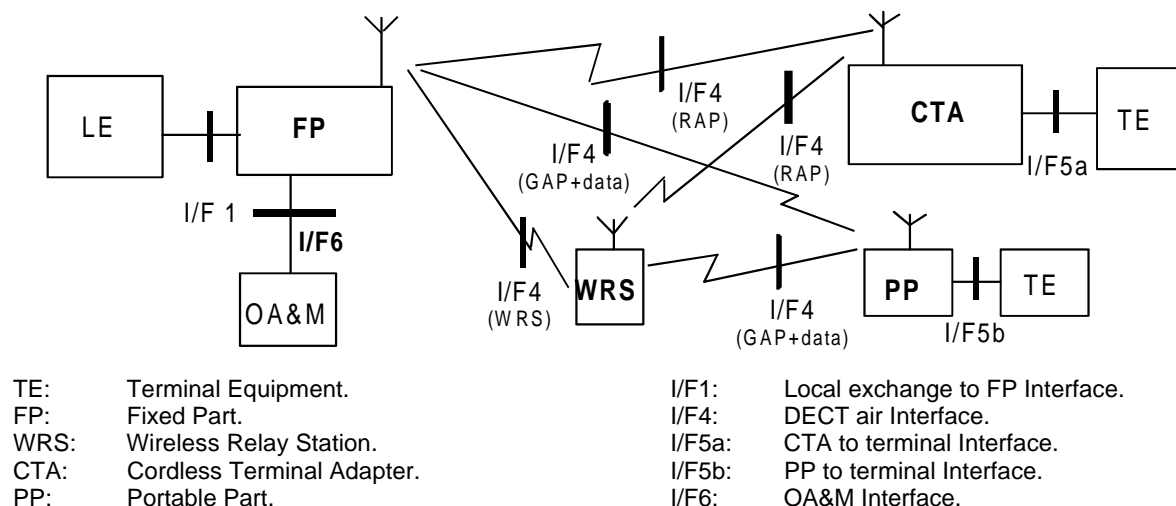 LE
FP
I/F 1
I/F6
OA&M
I/F4
(RAP)
I/F4
(GAP+data)
I/F4
(RAP)
CTA
I/F5a
TE
I/F4
(WRS)
WRS
I/F4
(GAP+data)
PP
I/F5b
TE
TE: Terminal Equipment. I/F1: Local exchange to FP Interface.
FP: Fixed Part. I/F4: DECT air Interface.
WRS: Wireless Relay Station. I/F5a: CTA to terminal Interface.
CTA: Cordless Terminal Adapter. I/F5b: PP to terminal Interface.
PP: Portable Part. I/F6: OA&M Interface.